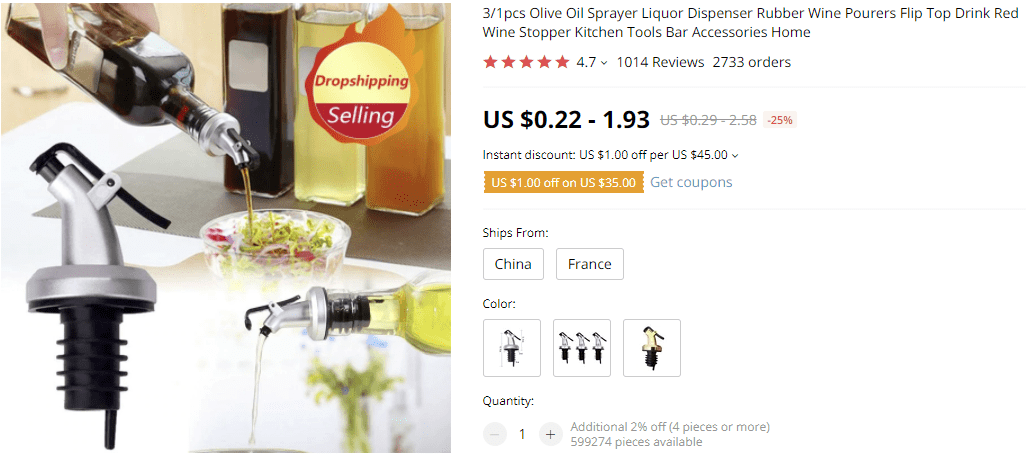 3/1pcs Olive Oil Sprayer Liquor Dispenser Rubber Wine Pourers Flip Top Drink Red
Wine Stopper Kitchen Tools Bar Accessories Home
4.7 1014 Reviews 2733 orders
Dropshipping
Selling
US $0.22 - 1.93 US $0.29 - 2.58 -25%
Instant discount: US $1.00 off per US $45.00
US $1.00 off on US $35.00 Get coupons
Ships From:
China France
Color:
Quantity:
− 1 + Additional 2% off (4 pieces or more)
599274 pieces available